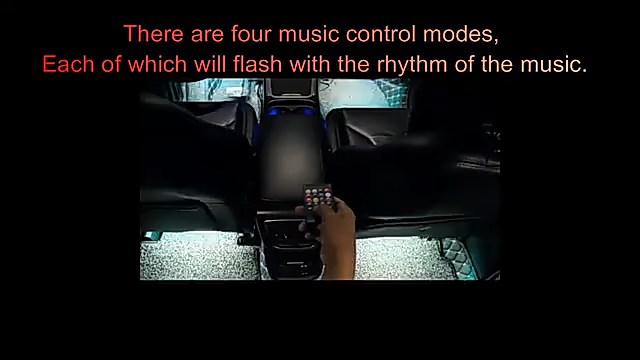 There are four music control modes,
Each of which will flash with the rhythm of the music.